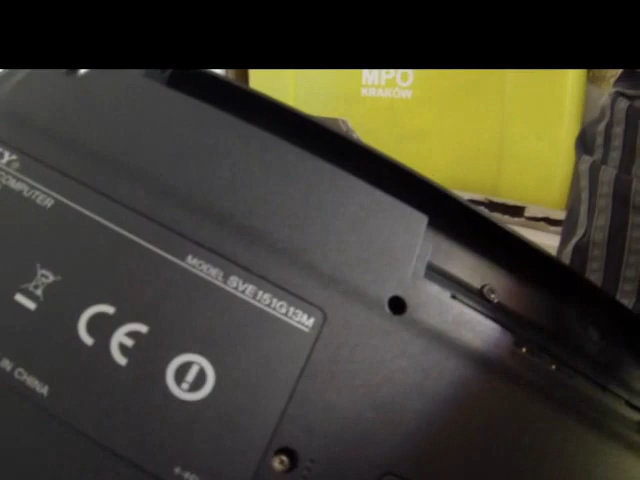 MPO
KRAKÓW
Y®
COMPUTER
MODEL SVE151G13M
CE
IN CHINA